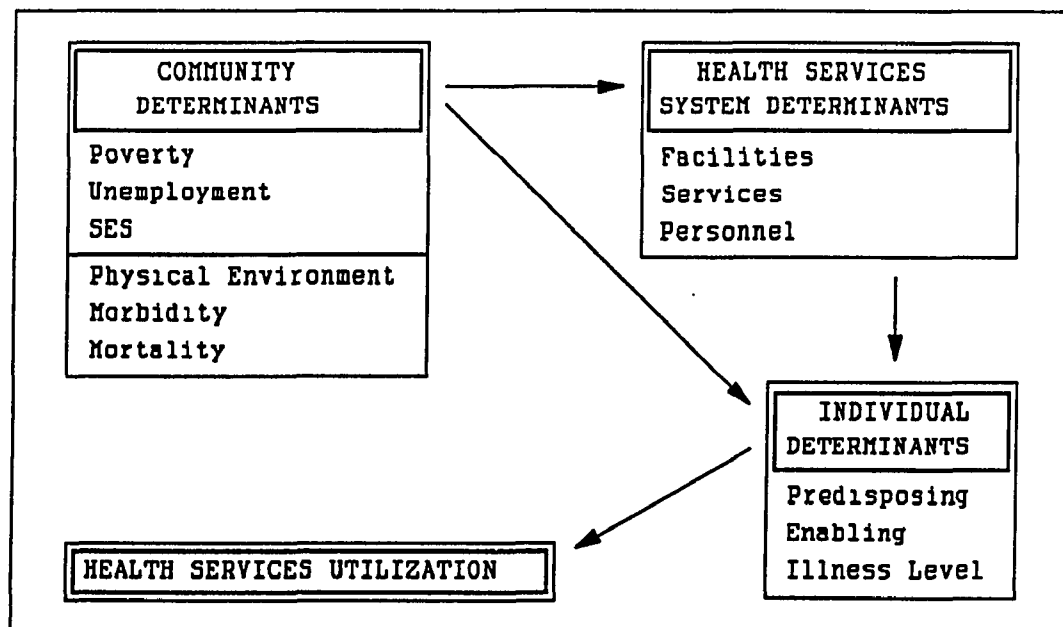 COMMUNITY
DETERMINANTS
Poverty
Unemployment
SES
Physical Environment
Morbidity
Mortality
HEALTH SERVICES
SYSTEM DETERMINANTS
Facilities
Services
Personnel
INDIVIDUAL
DETERMINANTS
Predisposing
Enabling
Illness Level
HEALTH SERVICES UTILIZATION